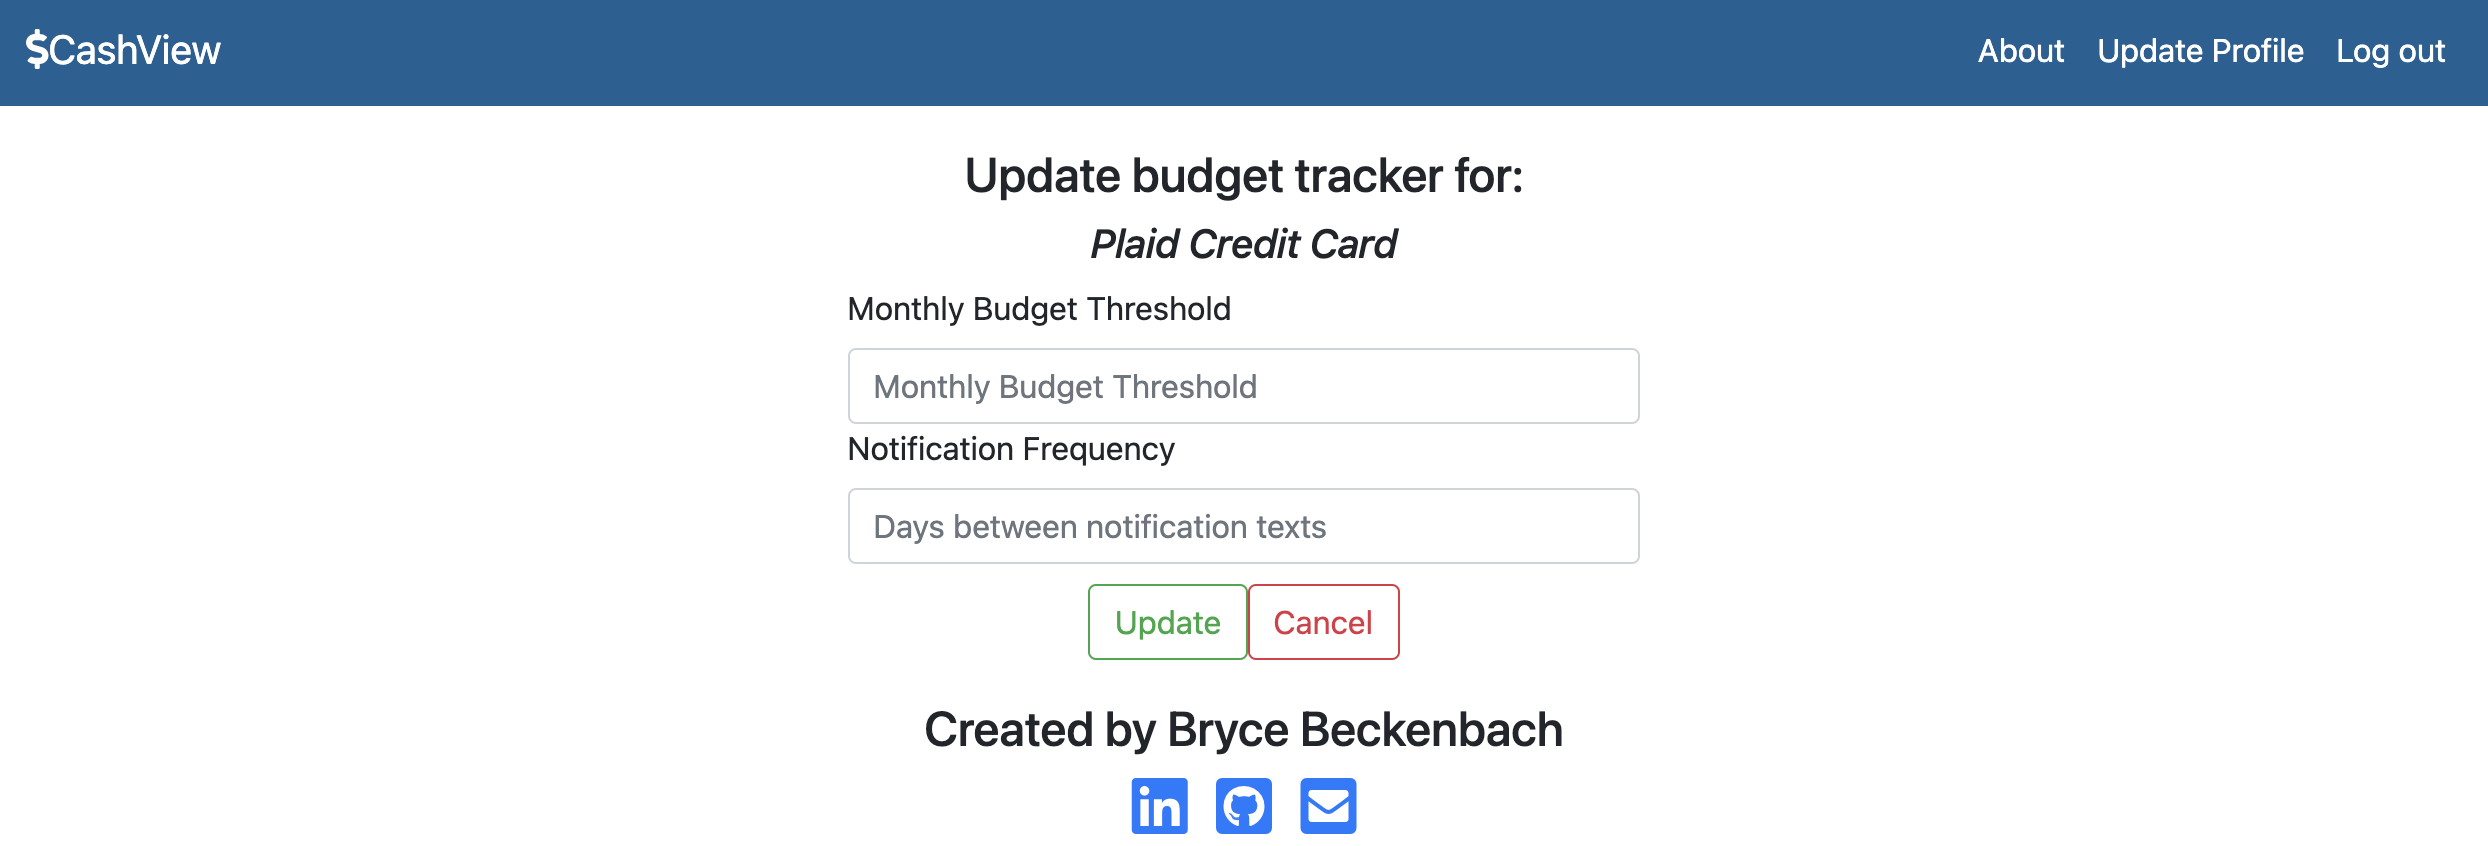 $CashView
About Update Profile Log out
Update budget tracker for:
Plaid Credit Card
Monthly Budget Threshold
Monthly Budget Threshold
Notification Frequency
Days between notification texts
Update Cancel
Created by Bryce Beckenbach
in